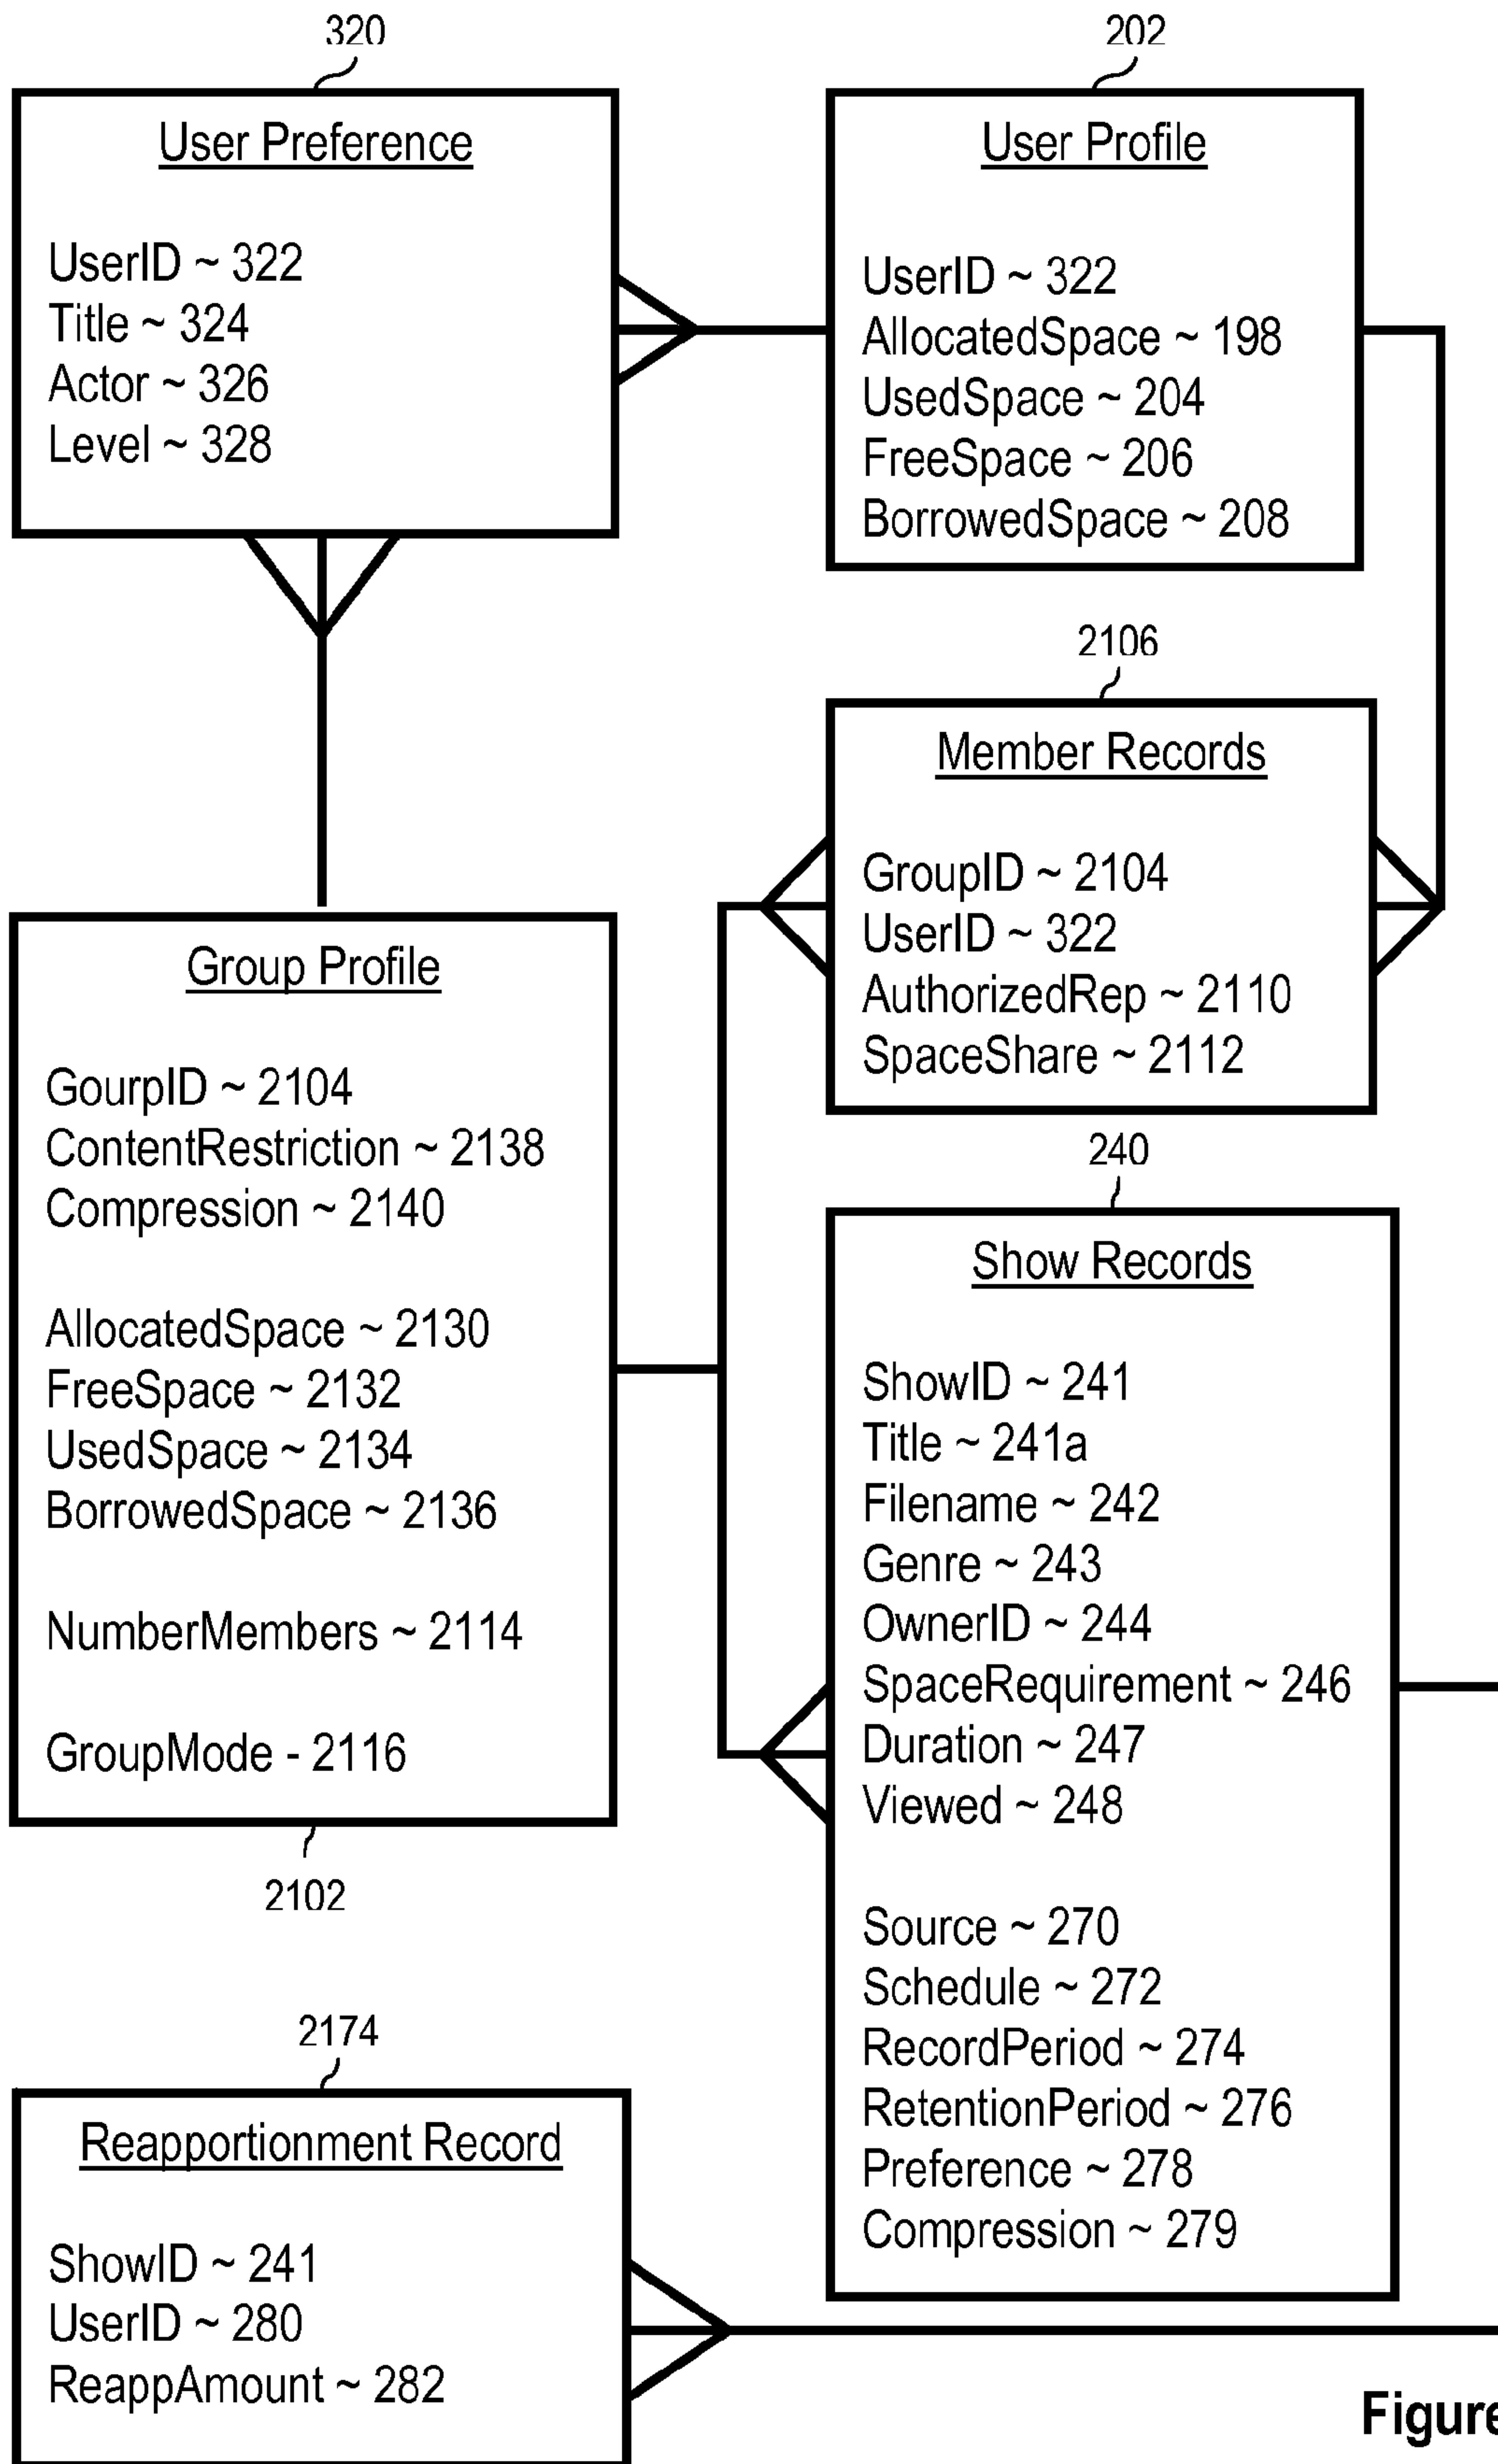 320
User Preference
UserID ~ 322
Title ~ 324
Actor ~ 326
Level ~ 328
202
User Profile
UserID ~ 322
AllocatedSpace ~ 198
UsedSpace ~ 204
FreeSpace ~ 206
BorrowedSpace ~ 208
2106
Member Records
GroupID ~ 2104
UserID ~ 322
AuthorizedRep ~ 2110
SpaceShare ~ 2112
Group Profile
GourpID ~ 2104
ContentRestriction ~ 2138
Compression ~ 2140
AllocatedSpace ~ 2130
FreeSpace ~ 2132
UsedSpace ~ 2134
BorrowedSpace ~ 2136
NumberMembers ~ 2114
GroupMode - 2116
2102
240
Show Records
ShowID ~ 241
Title ~ 241a
Filename ~ 242
Genre ~ 243
OwnerID ~ 244
SpaceRequirement ~ 246
Duration ~ 247
Viewed ~ 248
Source ~ 270
Schedule ~ 272
RecordPeriod ~ 274
RetentionPeriod ~ 276
Preference ~ 278
Compression ~ 279
2174
Reapportionment Record
ShowID ~ 241
UserID ~ 280
ReappAmount ~ 282
Figure